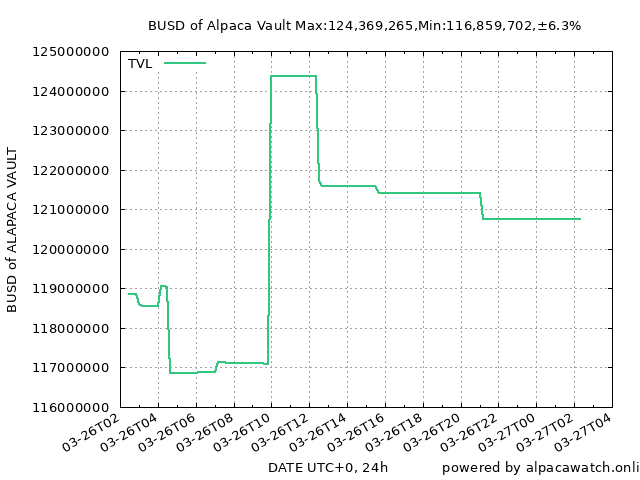 BUSD of Alpaca Vault Max:124,369,265,Min:116,859,702,±6.3%
TVL
BUSD of ALAPACA VAULT
125000000
124000000
123000000
122000000
121000000
120000000
119000000
118000000
117000000
116000000
03-26T02
03-26T04
03-26T06
03-26T08
03-26T10
03-26T12
03-26T14
03-26T16
03-26T18
03-26T20
03-26T22
03-27T00
03-27T02
03-27T04
DATE UTC+0, 24h
powered by alpacawatch.onli